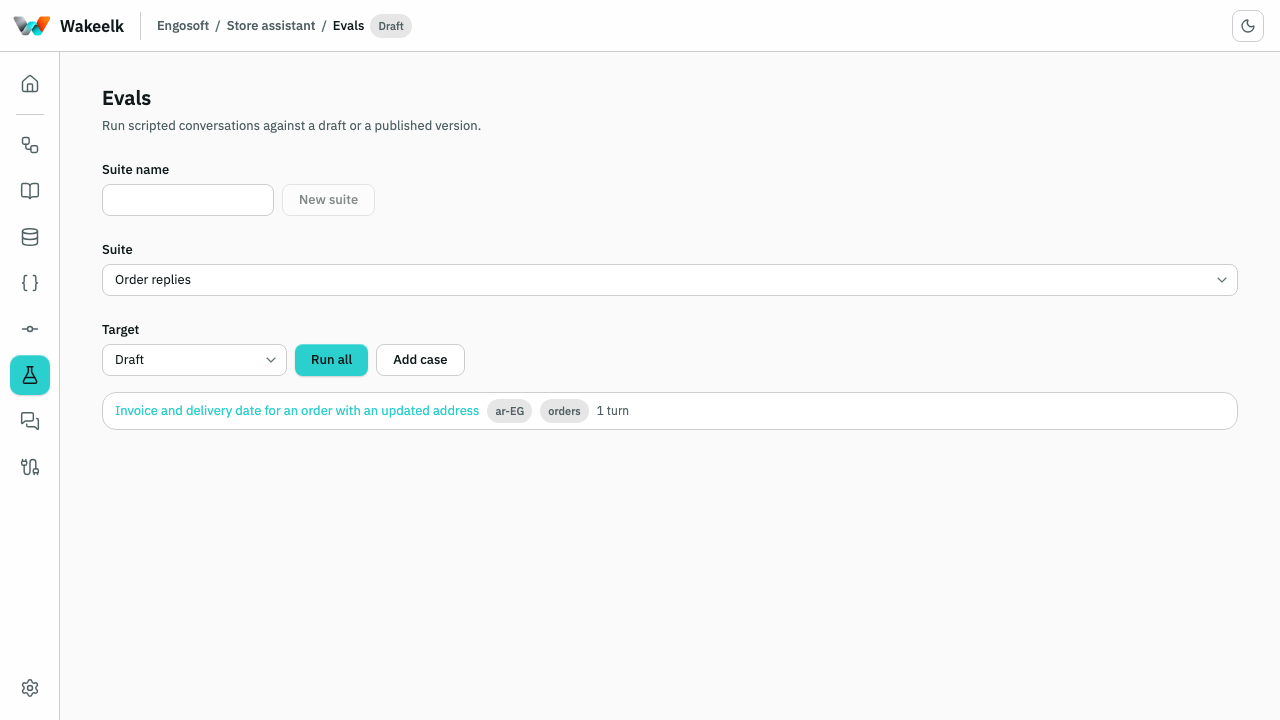 Wakeelk
Engosoft / Store assistant / Evals Draft
Evals
Run scripted conversations against a draft or a published version.
Suite name
New suite
Suite
Order replies
Target
Draft
Run all
Add case
Invoice and delivery date for an order with an updated address ar-EG orders 1 turn